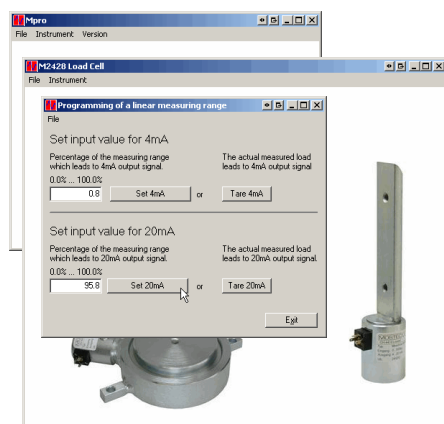 Mpro
File Instrument Version
M2428 Load Cell
File Instrument
Programming of a linear measuring range
File
Set input value for 4mA
Percentage of the measuring range
which leads to 4mA output signal.
The actual measured load
leads to 4mA output signal
0.0% ... 100.0%
0.8 Set 4mA or Tare 4mA
Set input value for 20mA
Percentage of the measuring range
which leads to 20mA output signal.
The actual measured load
leads to 20mA output signal.
0.0% ... 100.0%
95.8 Set 20mA or Tare 20mA
Exit